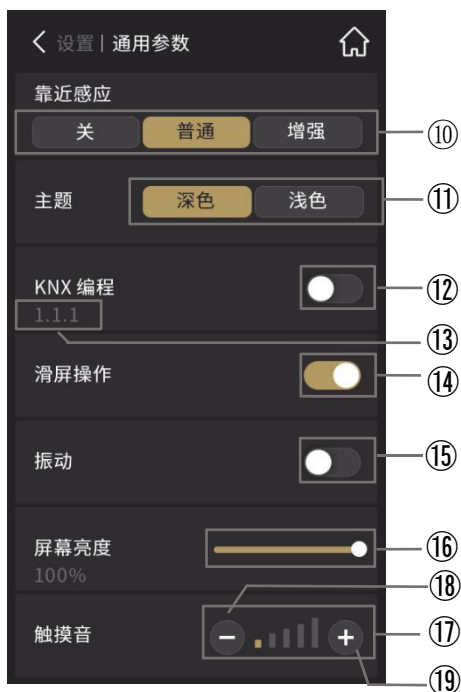 设置 | 通用参数
靠近感应
关 普通 增强 ⑩
主题 深色 浅色 ⑪
KNX 编程 ⑫
1.1.1 ⑬
滑屏操作 ⑭
振动 ⑮
屏幕亮度 ⑯
100% ⑱
触摸音 ⑰
⑲